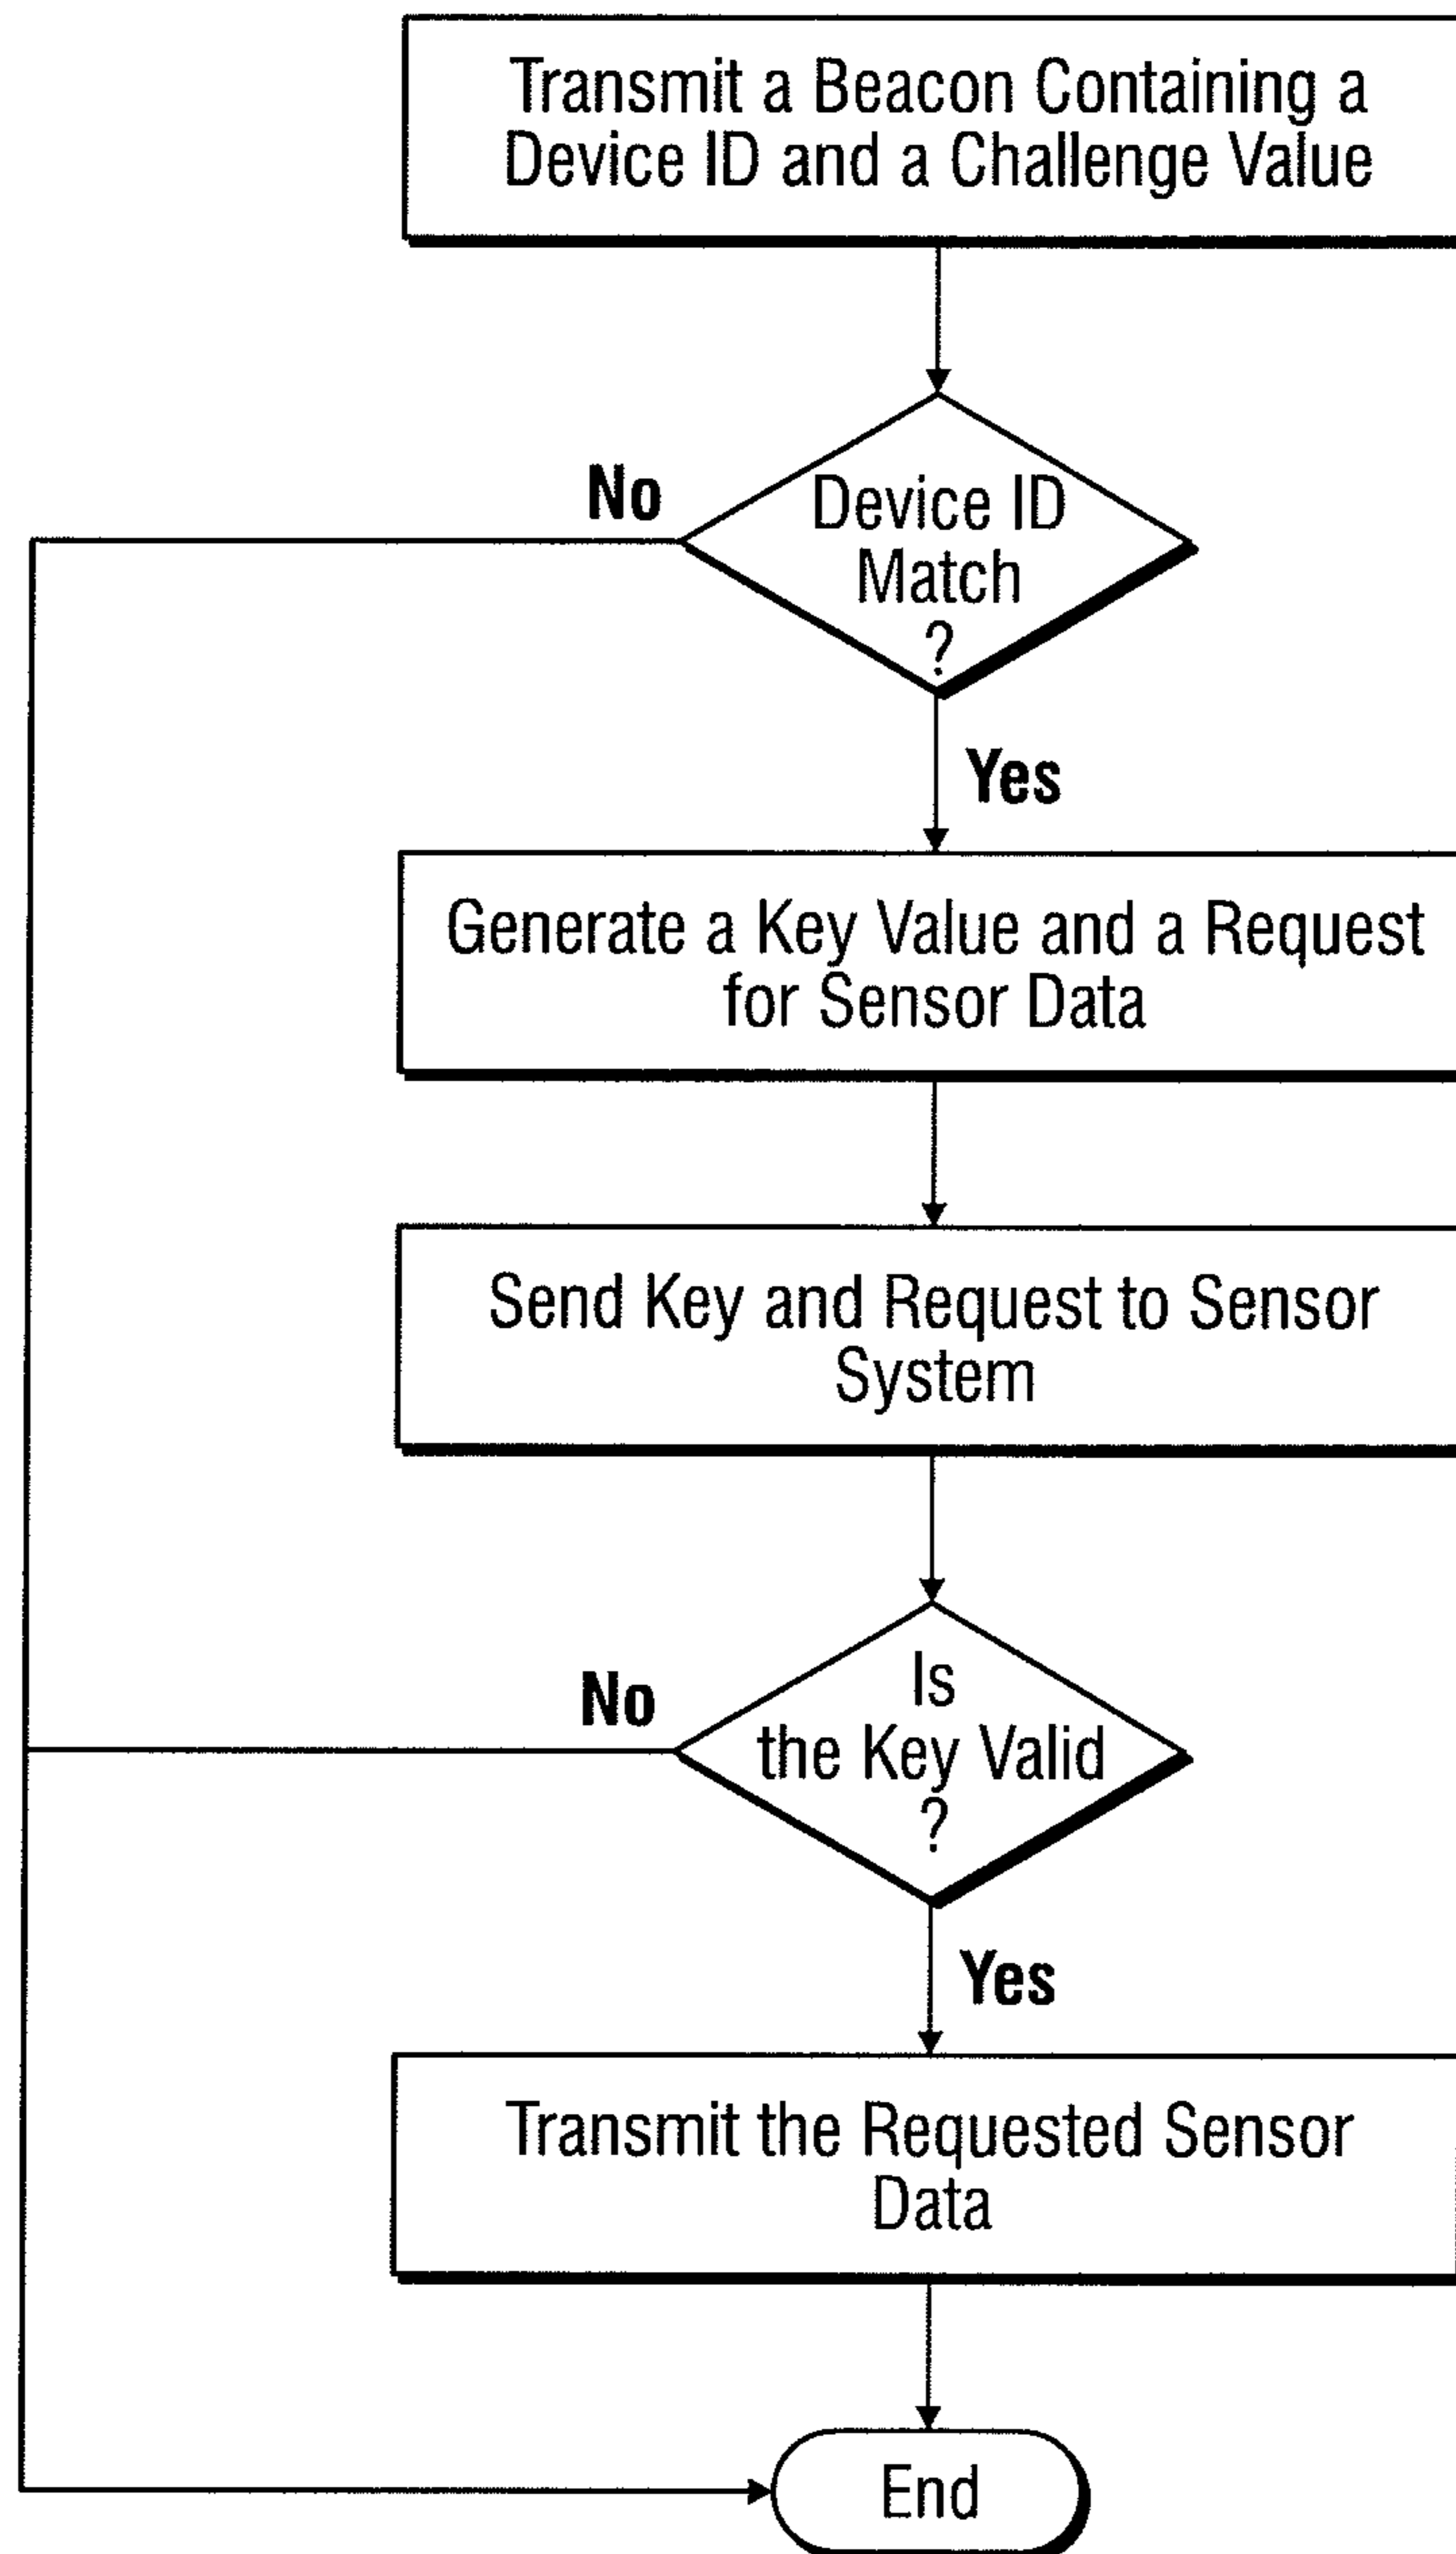 Transmit a Beacon Containing a
Device ID and a Challenge Value
No
Device ID
Match
?
Yes
Generate a Key Value and a Request
for Sensor Data
Send Key and Request to Sensor
System
No
Is
the Key Valid
?
Yes
Transmit the Requested Sensor
Data
End